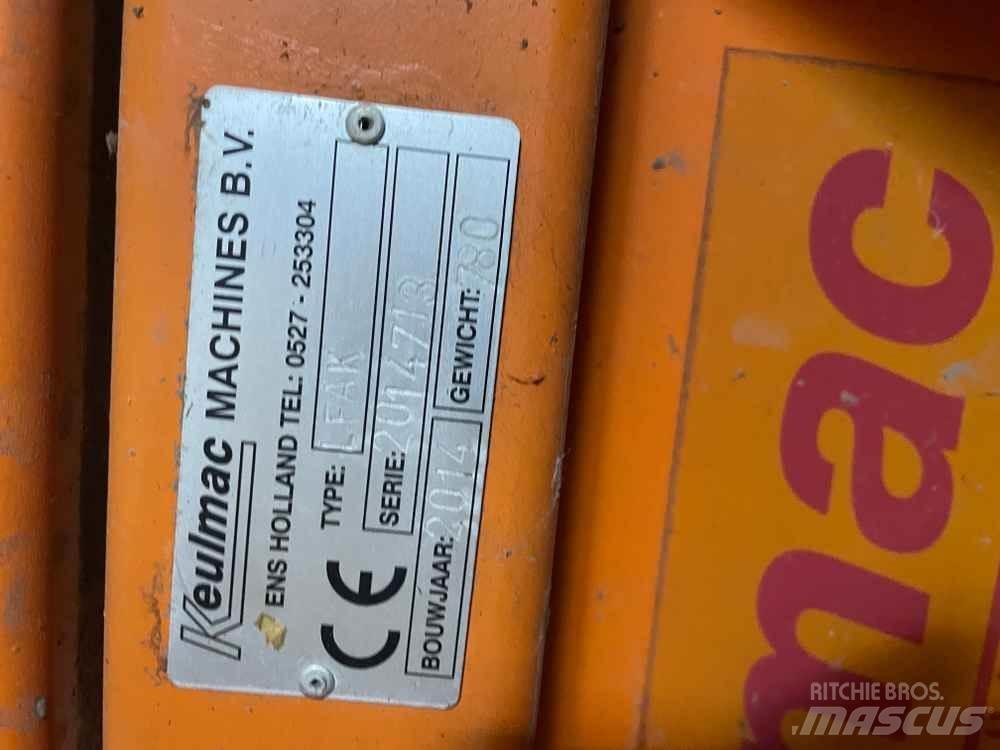 Keulmac MACHINES B.V.
ENS HOLLAND TEL: 0527 - 253304
CE TYPE: LFAK
SERIE: 2014713
BOUWJAAR: 2014 GEWICHT: 780
mac
RITCHIE BROS.
MASCUS